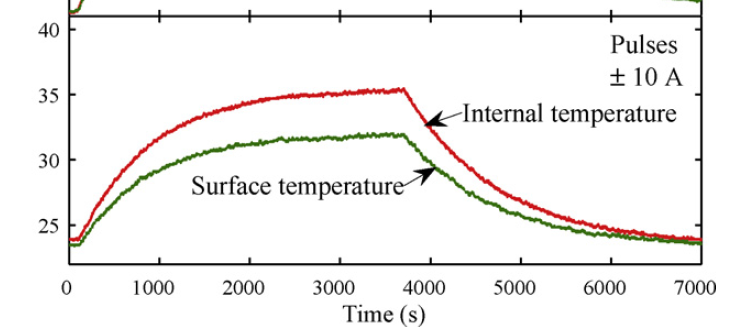 40
Pulses
± 10 A
35
Internal temperature
30
Surface temperature
25
0 1000 2000 3000 4000 5000 6000 7000
Time (s)